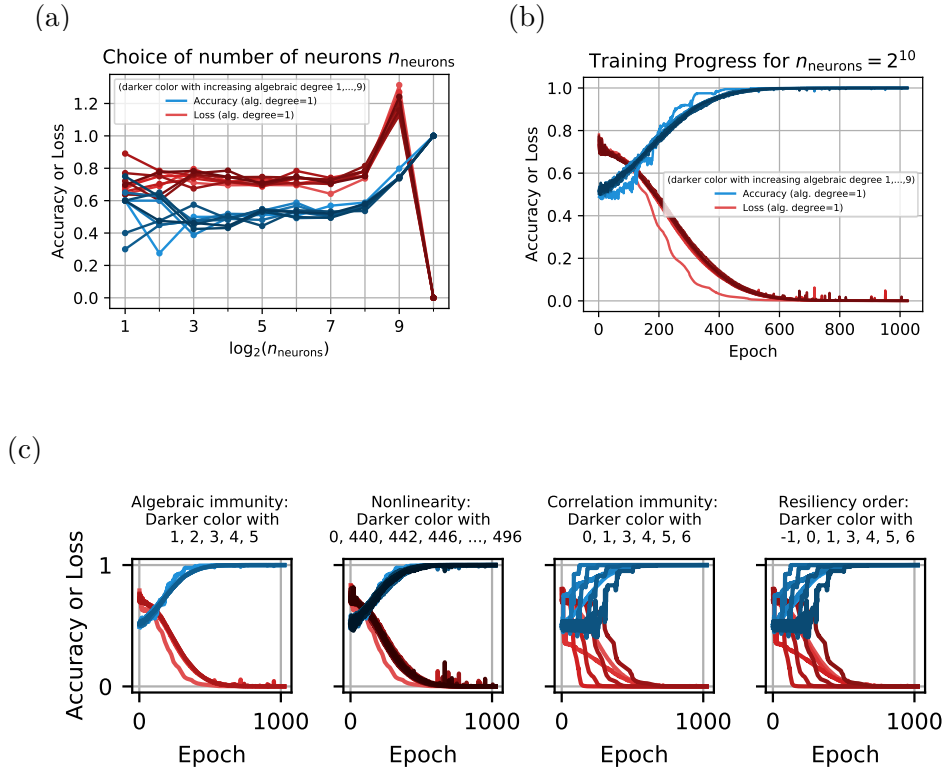 (a)
Choice of number of neurons n_neurons
(darker color with increasing algebraic degree 1,...,9)
Accuracy (alg. degree=1)
Loss (alg. degree=1)
Accuracy or Loss
1.2
1.0
0.8
0.6
0.4
0.2
0.0
1 3 5 7 9
log₂(n_neurons)
(b)
Training Progress for n_neurons = 2¹⁰
(darker color with increasing algebraic degree 1,...,9)
Accuracy (alg. degree=1)
Loss (alg. degree=1)
Accuracy or Loss
1.0
0.8
0.6
0.4
0.2
0.0
0 200 400 600 800 1000
Epoch
(c)
Algebraic immunity:
Darker color with
1, 2, 3, 4, 5
Nonlinearity:
Darker color with
0, 440, 442, 446, ..., 496
Correlation immunity:
Darker color with
0, 1, 3, 4, 5, 6
Resiliency order:
Darker color with
-1, 0, 1, 3, 4, 5, 6
Accuracy or Loss
1
0
0 1000
Epoch
0 1000
Epoch
0 1000
Epoch
0 1000
Epoch